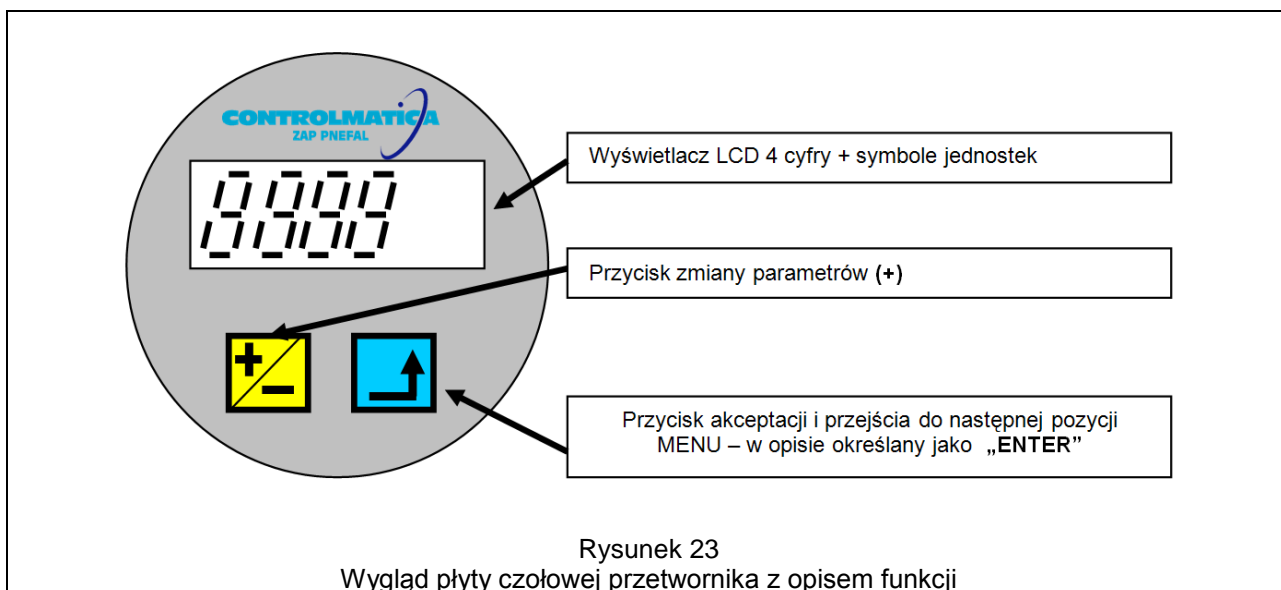 CONTROLMATICA
ZAP PNEFAL
Wyświetlacz LCD 4 cyfry + symbole jednostek
8888
Przycisk zmiany parametrów (+)
+
-
Przycisk akceptacji i przejścia do następnej pozycji
MENU – w opisie określany jako „ENTER”
Rysunek 23
Wygląd płyty czołowej przetwornika z opisem funkcji